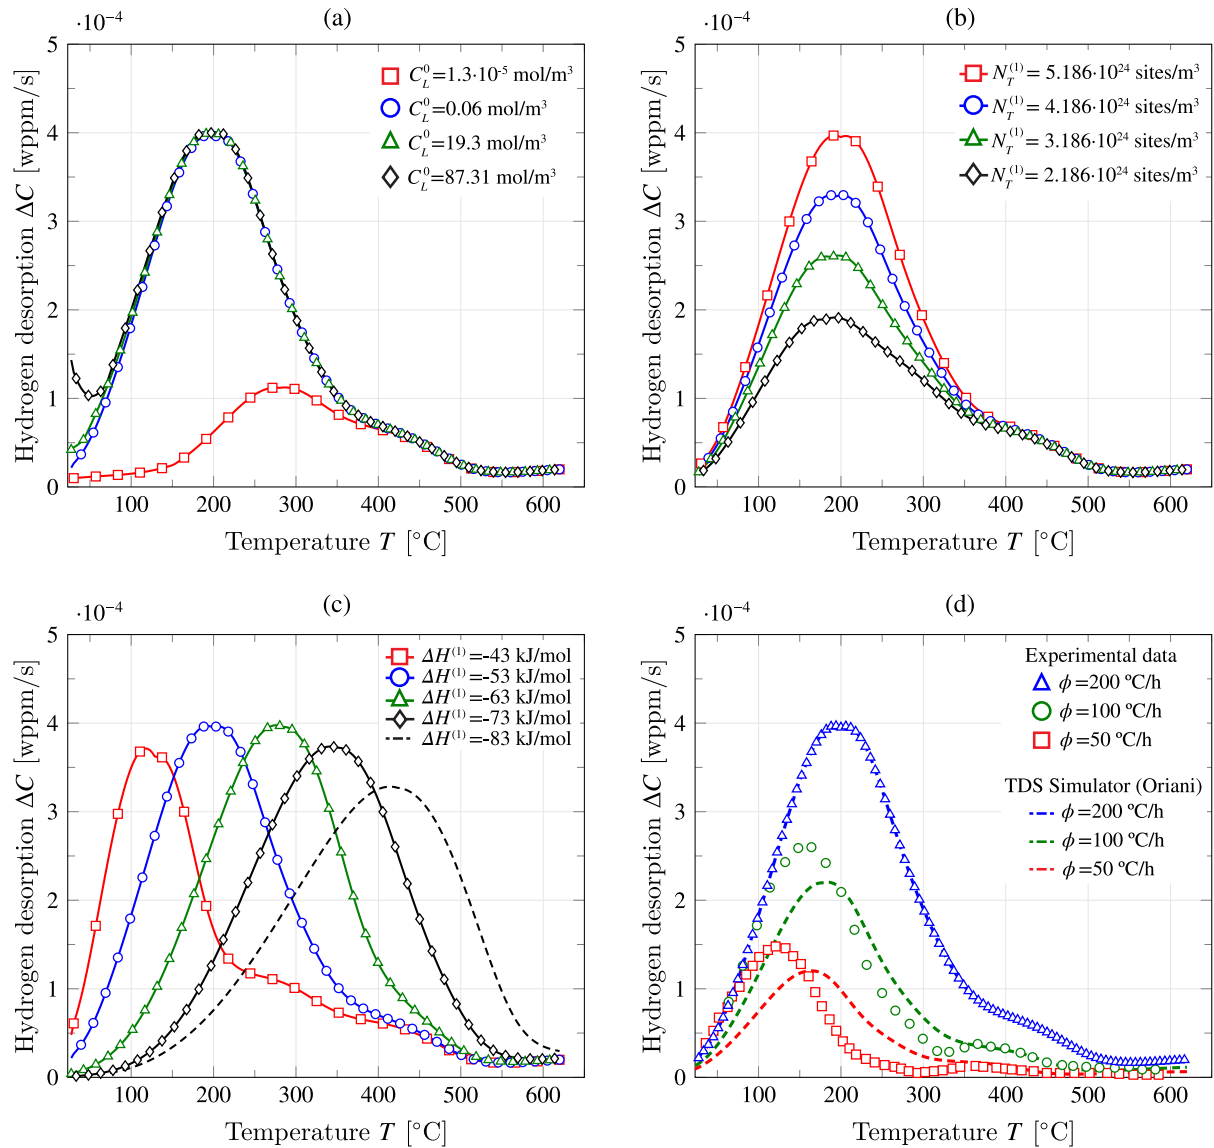 (a)
·10⁻⁴
Hydrogen desorption ΔC [wppm/s]
5
4
3
2
1
0
C_L^0=1.3·10⁻⁵ mol/m³
C_L^0=0.06 mol/m³
C_L^0=19.3 mol/m³
C_L^0=87.31 mol/m³
100 200 300 400 500 600
Temperature T [°C]
(b)
·10⁻⁴
Hydrogen desorption ΔC [wppm/s]
5
4
3
2
1
0
N_T^(1)= 5.186·10²⁴ sites/m³
N_T^(1)= 4.186·10²⁴ sites/m³
N_T^(1)= 3.186·10²⁴ sites/m³
N_T^(1)= 2.186·10²⁴ sites/m³
100 200 300 400 500 600
Temperature T [°C]
(c)
·10⁻⁴
Hydrogen desorption ΔC [wppm/s]
5
4
3
2
1
0
ΔH⁽¹⁾=-43 kJ/mol
ΔH⁽¹⁾=-53 kJ/mol
ΔH⁽¹⁾=-63 kJ/mol
ΔH⁽¹⁾=-73 kJ/mol
ΔH⁽¹⁾=-83 kJ/mol
100 200 300 400 500 600
Temperature T [°C]
(d)
·10⁻⁴
Hydrogen desorption ΔC [wppm/s]
5
4
3
2
1
0
Experimental data
ϕ=200 ºC/h
ϕ=100 ºC/h
ϕ=50 ºC/h
TDS Simulator (Oriani)
ϕ=200 ºC/h
ϕ=100 ºC/h
ϕ=50 ºC/h
100 200 300 400 500 600
Temperature T [°C]